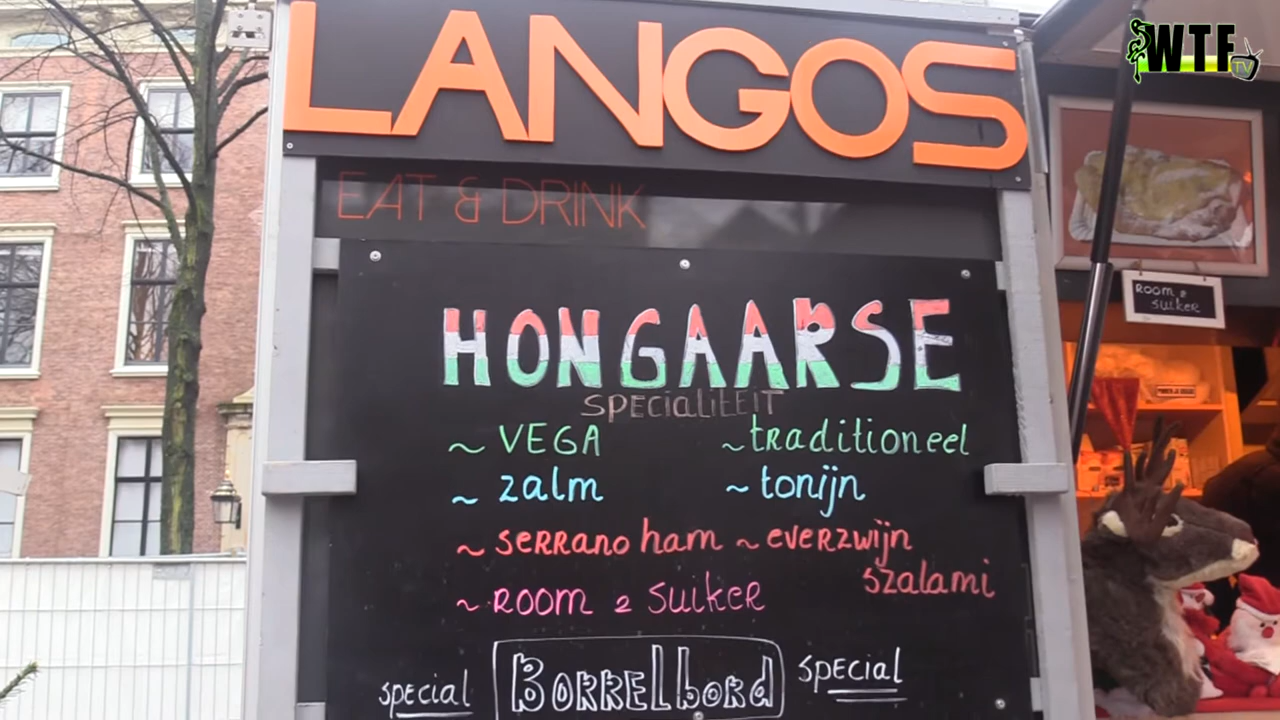 LANGOS
WTF
TV
EAT & DRINK
ROOM &
SUIKER
HONGAARSE
SPECIALITEIT
~ VEGA ~traditioneel
~ zalm ~ tonijn
~ SERRANO ham ~ EVERZWIJN
szalami
~ ROOM & SUIKER
special BORRELbord special